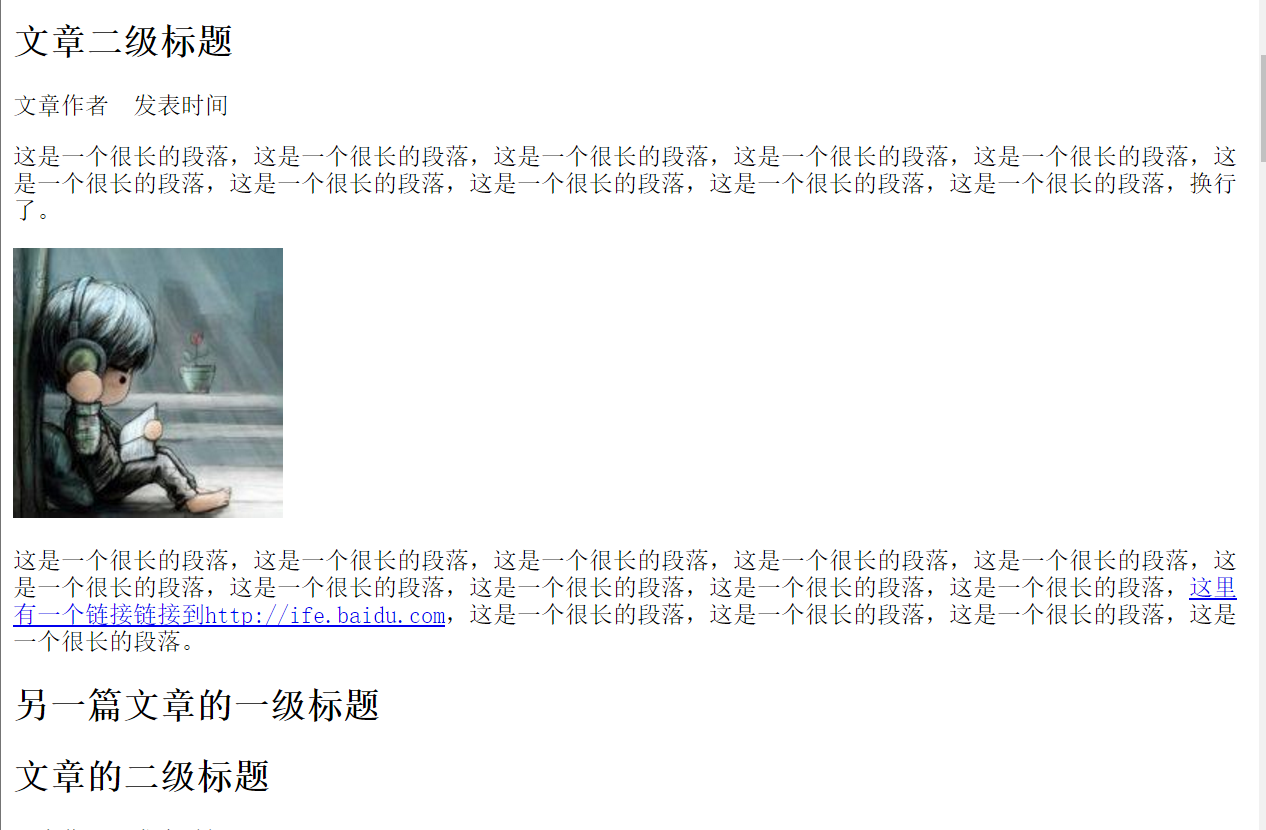 文章二级标题
文章作者　发表时间
这是一个很长的段落，这是一个很长的段落，这是一个很长的段落，这是一个很长的段落，这是一个很长的段落，这
是一个很长的段落，这是一个很长的段落，这是一个很长的段落，这是一个很长的段落，这是一个很长的段落，换行
了。
这是一个很长的段落，这是一个很长的段落，这是一个很长的段落，这是一个很长的段落，这是一个很长的段落，这
是一个很长的段落，这是一个很长的段落，这是一个很长的段落，这是一个很长的段落，这是一个很长的段落，这里
有一个链接链接到http://ife.baidu.com，这是一个很长的段落，这是一个很长的段落，这是一个很长的段落，这是
一个很长的段落。
另一篇文章的一级标题
文章的二级标题